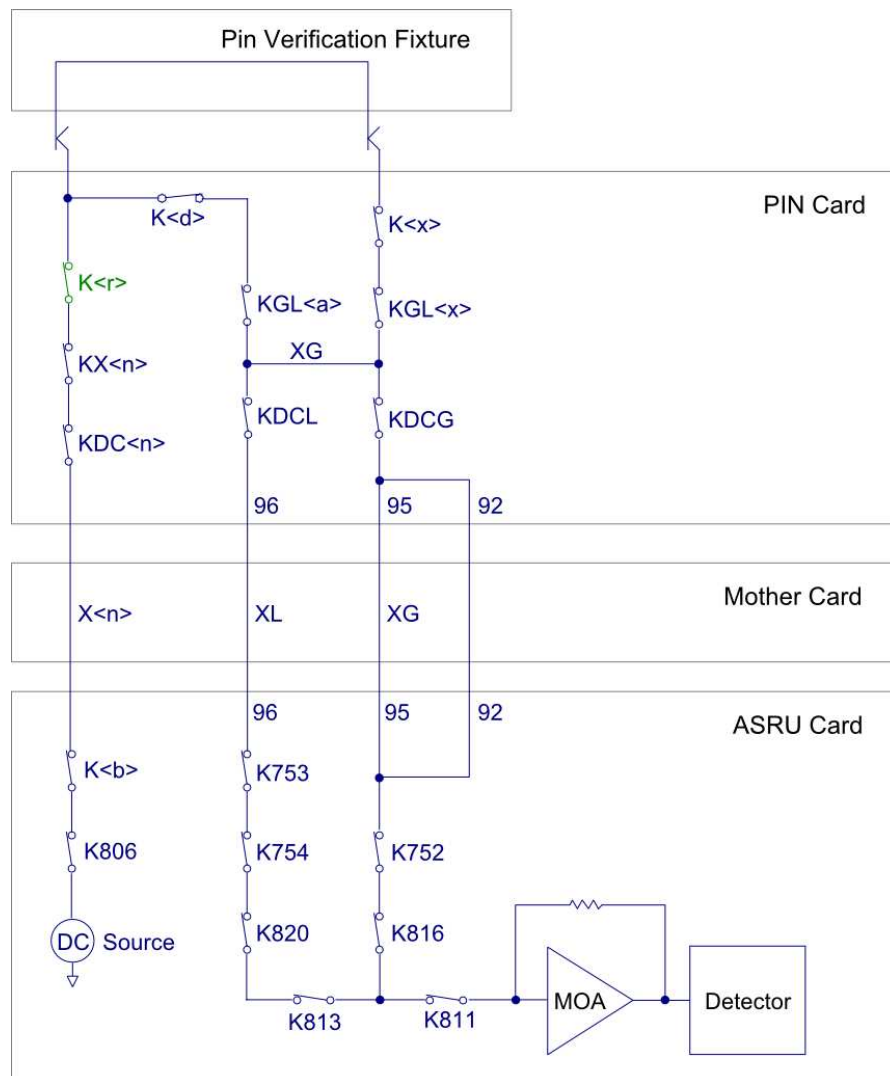 Pin Verification Fixture
PIN Card
K<d>
K<x>
K<r>
KGL<a>
KGL<x>
XG
KX<n>
KDCL
KDCG
KDC<n>
96
95
92
Mother Card
X<n>
XL
XG
96
95
92
ASRU Card
K<b>
K753
K806
K754
K752
DC
Source
K820
K816
K813
K811
MOA
Detector